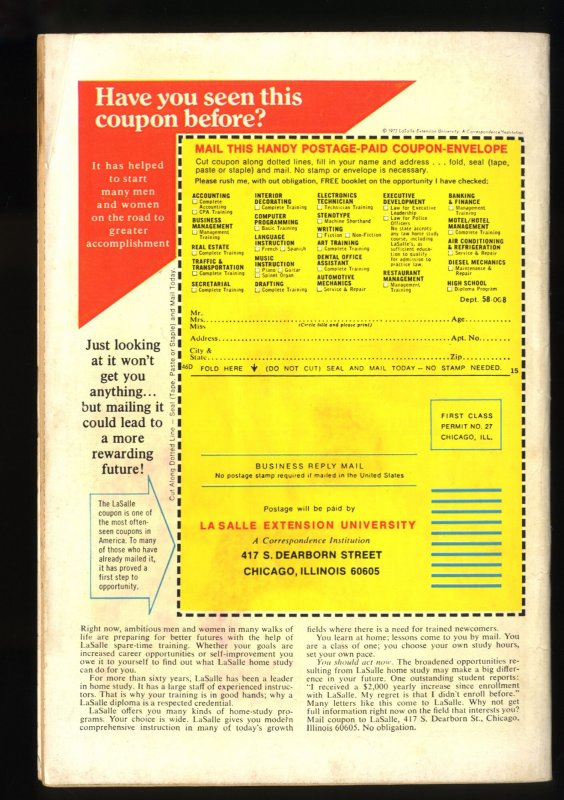 Have you seen this
coupon before?
© 1972 LaSalle Extension University, A Correspondence Institution
It has helped
to start
many men
and women
on the road to
greater
accomplishment
Just looking
at it won't
get you
anything...
but mailing it
could lead to
a more
rewarding
future!
The LaSalle
coupon is one of
the most often-
seen coupons in
America. To many
of those who have
already mailed it,
it has proved a
first step to
opportunity.
Cut Along Dotted Line — Seal (Tape, Paste or Staple) and Mail Today.
MAIL THIS HANDY POSTAGE-PAID COUPON-ENVELOPE
Cut coupon along dotted lines, fill in your name and address . . . fold, seal (tape,
paste or staple) and mail. No stamp or envelope is necessary.
Please rush me, with out obligation, FREE booklet on the opportunity I have checked:
ACCOUNTING
Complete
Accounting
CPA Training
BUSINESS
MANAGEMENT
Management
Training
REAL ESTATE
Complete Training
TRAFFIC &
TRANSPORTATION
Complete Training
SECRETARIAL
Complete Training
INTERIOR
DECORATING
Complete Training
COMPUTER
PROGRAMMING
Basic Training
LANGUAGE
INSTRUCTION
French Spanish
MUSIC
INSTRUCTION
Piano Guitar
Spinet Organ
DRAFTING
Complete Training
ELECTRONICS
TECHNICIAN
Technician Training
STENOTYPE
Machine Shorthand
WRITING
Fiction Non-Fiction
ART TRAINING
Complete Training
DENTAL OFFICE
ASSISTANT
Complete Training
AUTOMOTIVE
MECHANICS
Service & Repair
EXECUTIVE
DEVELOPMENT
Law for Executive
Leadership
Law for Police
Officers
No state accepts
any law home study
course, including
LaSalle's, as
sufficient educa-
tion to qualify
for admission to
practice law.
RESTAURANT
MANAGEMENT
Management
Training
BANKING
& FINANCE
Management
Training
MOTEL/HOTEL
MANAGEMENT
Complete Training
AIR CONDITIONING
& REFRIGERATION
Service & Repair
DIESEL MECHANICS
Maintenance &
Repair
HIGH SCHOOL
Diploma Program
Dept. 58-068
Mr.
Mrs. Age
Miss (Circle title and please print)
Address Apt. No.
City &
State Zip
46D FOLD HERE (DO NOT CUT) SEAL AND MAIL TODAY – NO STAMP NEEDED. 15
FIRST CLASS
PERMIT NO. 27
CHICAGO, ILL.
BUSINESS REPLY MAIL
No postage stamp required if mailed in the United States
Postage will be paid by
LA SALLE EXTENSION UNIVERSITY
A Correspondence Institution
417 S. DEARBORN STREET
CHICAGO, ILLINOIS 60605
Right now, ambitious men and women in many walks of
life are preparing for better futures with the help of
LaSalle spare-time training. Whether your goals are
increased career opportunities or self-improvement you
owe it to yourself to find out what LaSalle home study
can do for you.
For more than sixty years, LaSalle has been a leader
in home study. It has a large staff of experienced instruc-
tors. That is why your training is in good hands; why a
LaSalle diploma is a respected credential.
LaSalle offers you many kinds of home-study pro-
grams. Your choice is wide. LaSalle gives you modern
comprehensive instruction in many of today's growth
fields where there is a need for trained newcomers.
You learn at home; lessons come to you by mail. You
are a class of one; you choose your own study hours,
set your own pace.
You should act now. The broadened opportunities re-
sulting from LaSalle home study may make a big differ-
ence in your future. One outstanding student reports:
"I received a $2,000 yearly increase since enrollment
with LaSalle. My regret is that I didn't enroll before."
Many letters like this come to LaSalle. Why not get
full information right now on the field that interests you?
Mail coupon to LaSalle, 417 S. Dearborn St., Chicago,
Illinois 60605. No obligation.